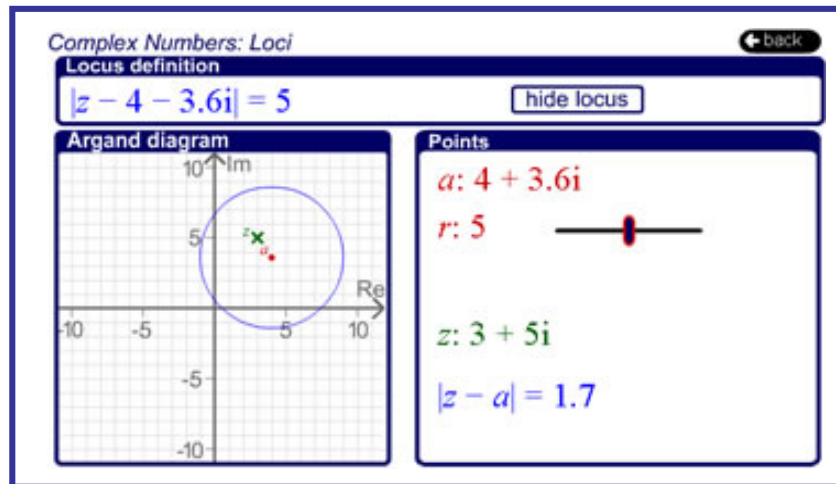 Complex Numbers: Loci
back
Locus definition
|z − 4 − 3.6i| = 5
hide locus
Argand diagram
10
Im
5
z
a
Re
-10
-5
5
10
-5
-10
Points
a: 4 + 3.6i
r: 5
z: 3 + 5i
|z − a| = 1.7